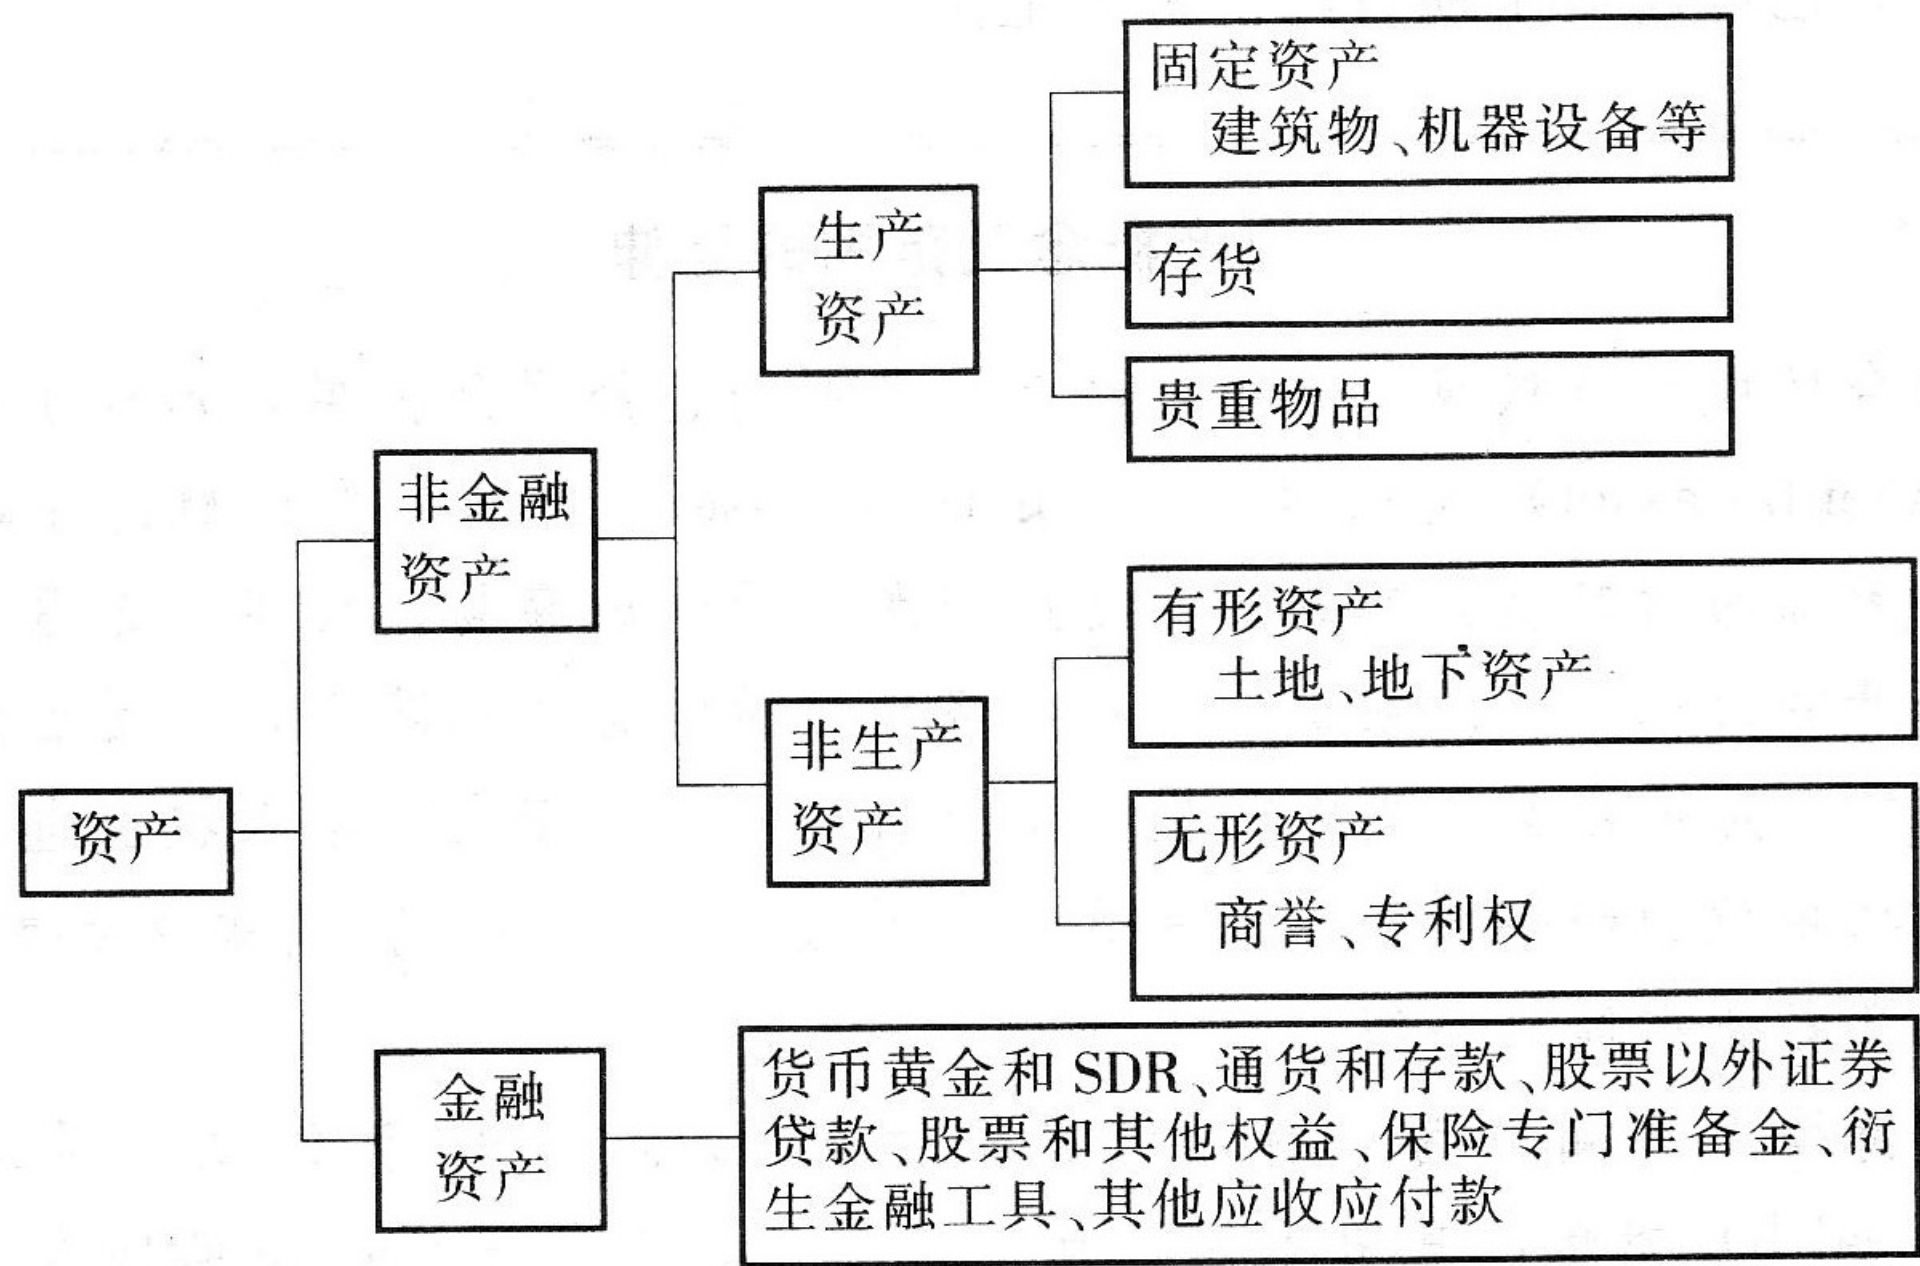 固定资产
建筑物、机器设备等
生产
资产
存货
贵重物品
非金融
资产
有形资产
土地、地下资产
非生产
资产
无形资产
商誉、专利权
资产
金融
资产
货币黄金和 SDR、通货和存款、股票以外证券
贷款、股票和其他权益、保险专门准备金、衍
生金融工具、其他应收应付款